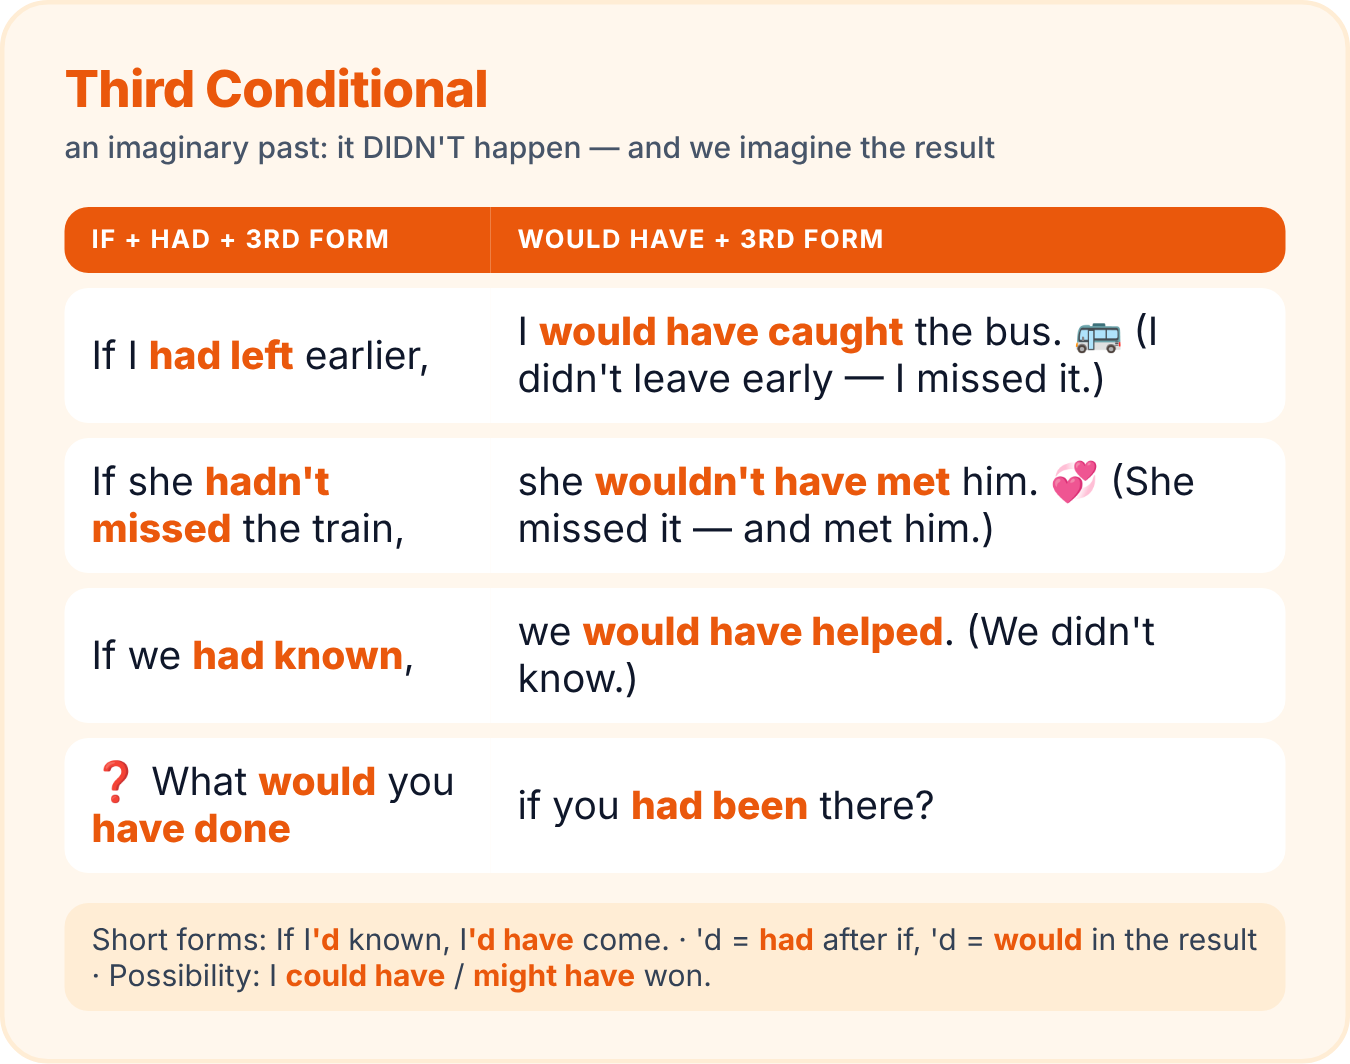 Third Conditional
an imaginary past: it DIDN'T happen — and we imagine the result
IF + HAD + 3RD FORM
WOULD HAVE + 3RD FORM
If I had left earlier,
I would have caught the bus. 🚌 (I
didn't leave early — I missed it.)
If she hadn't
missed the train,
she wouldn't have met him. 💞 (She
missed it — and met him.)
If we had known,
we would have helped. (We didn't
know.)
❓ What would you
have done
if you had been there?
Short forms: If I'd known, I'd have come. · 'd = had after if, 'd = would in the result
· Possibility: I could have / might have won.